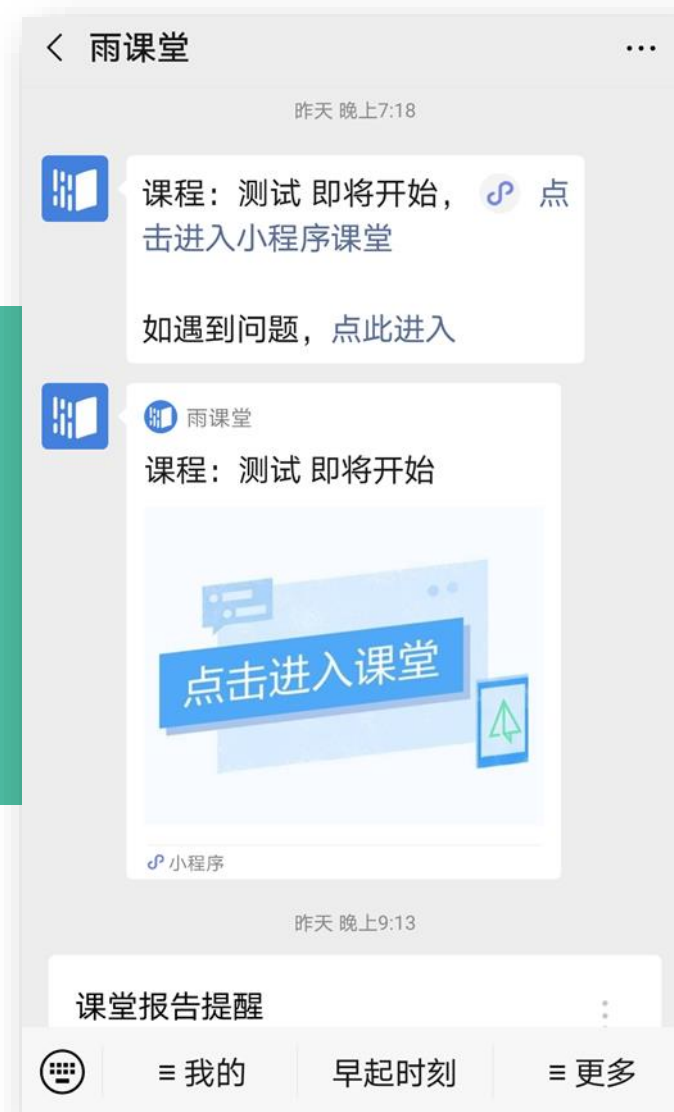 雨课堂
昨天 晚上7:18
课程：测试 即将开始， 点
击进入小程序课堂
如遇到问题，点此进入
雨课堂
课程：测试 即将开始
点击进入课堂
小程序
昨天 晚上9:13
课堂报告提醒
我的 早起时刻 更多